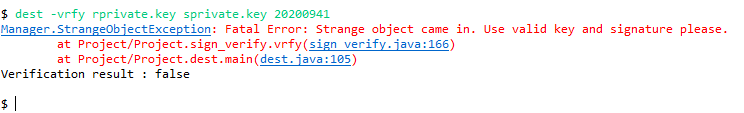 $ dest -vrfy rprivate.key sprivate.key 20200941
Manager.StrangeObjectException: Fatal Error: Strange object came in. Use valid key and signature please.
at Project/Project.sign_verify.vrfy(sign_verify.java:166)
at Project/Project.dest.main(dest.java:105)
Verification result : false
$